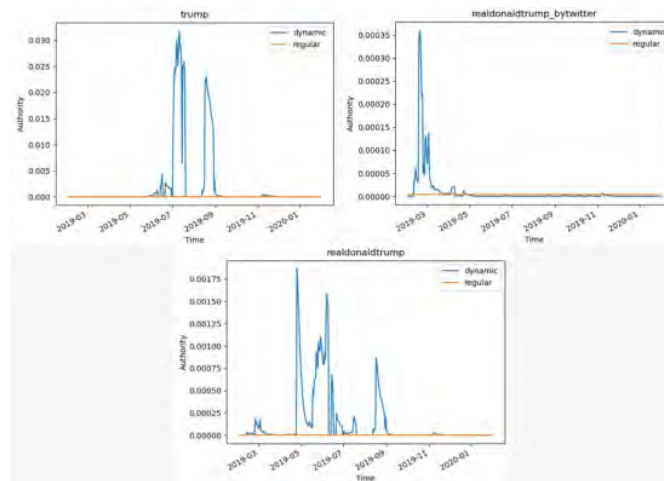 trump
dynamic
regular
Authority
0.030
0.025
0.020
0.015
0.010
0.005
0.000
2019-03
2019-05
2019-07
2019-09
2019-11
2020-01
Time
realdonaldtrump_bytwitter
dynamic
regular
Authority
0.00035
0.00030
0.00025
0.00020
0.00015
0.00010
0.00005
0.00000
2019-03
2019-05
2019-07
2019-09
2019-11
2020-01
Time
realdonaldtrump
dynamic
regular
Authority
0.00175
0.00150
0.00125
0.00100
0.00075
0.00050
0.00025
0.00000
2019-03
2019-05
2019-07
2019-09
2019-11
2020-01
Time